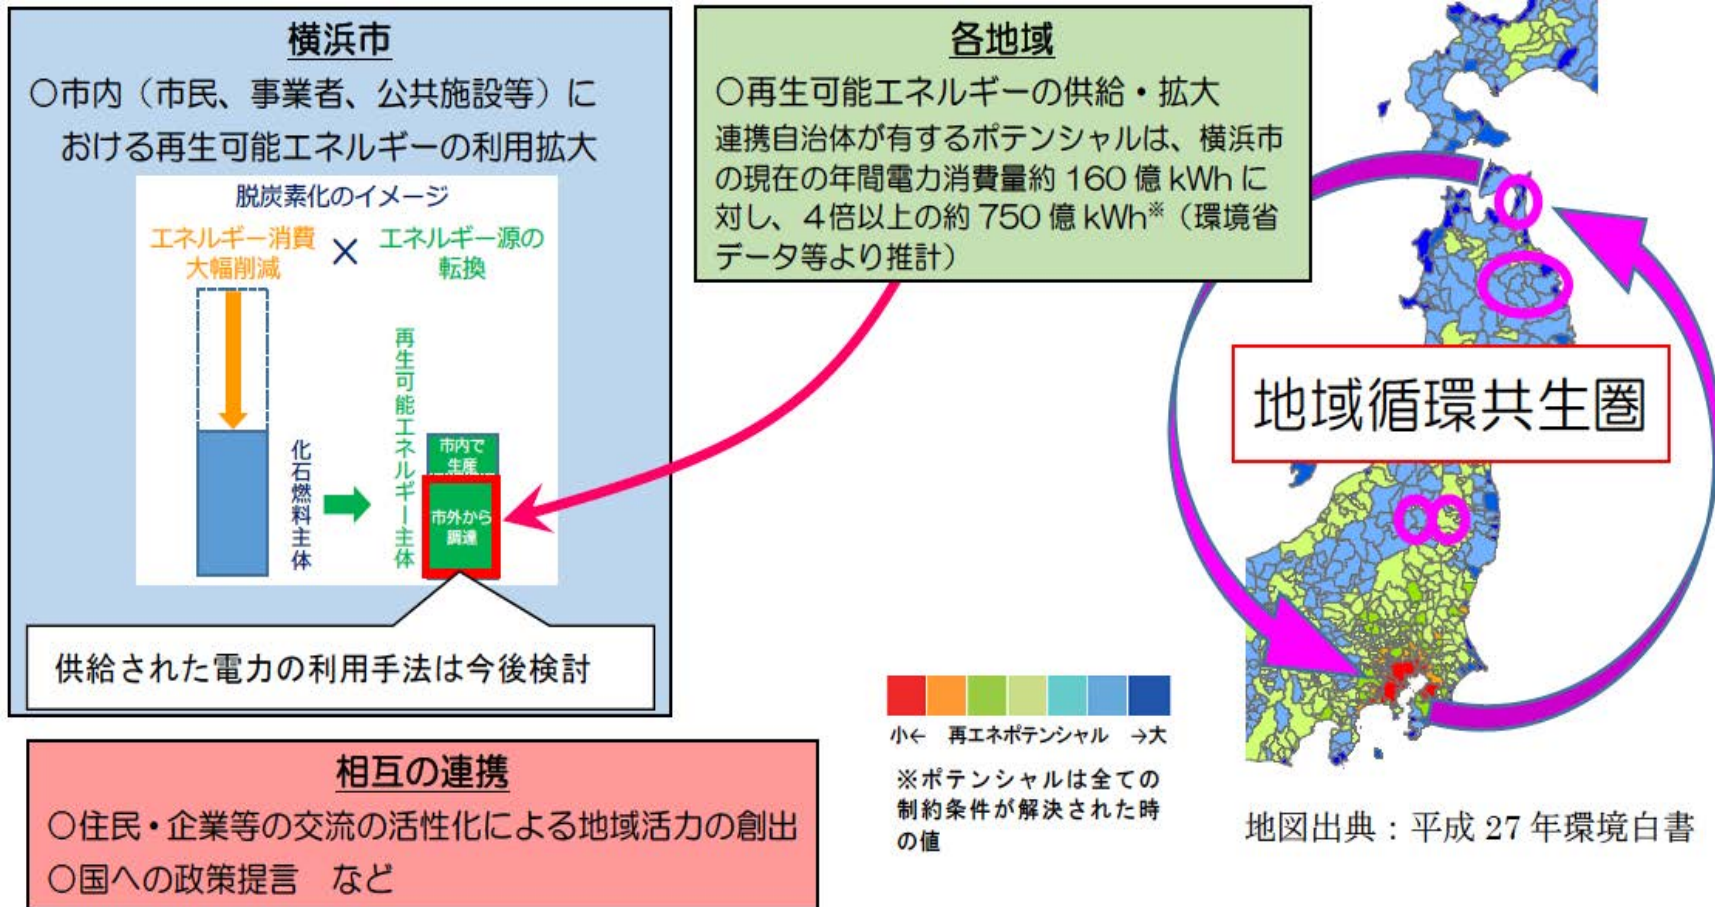 横浜市
○市内（市民、事業者、公共施設等）に
おける再生可能エネルギーの利用拡大
脱炭素化のイメージ
エネルギー消費
大幅削減
×
エネルギー源の
転換
化石燃料主体
再生可能エネルギー主体
市内で
生産
市外から
調達
供給された電力の利用手法は今後検討
各地域
○再生可能エネルギーの供給・拡大
連携自治体が有するポテンシャルは、横浜市
の現在の年間電力消費量約 160 億 kWh に
対し、４倍以上の約 750 億 kWh※（環境省
データ等より推計）
地域循環共生圏
相互の連携
○住民・企業等の交流の活性化による地域活力の創出
○国への政策提言　など
小← 再エネポテンシャル →大
※ポテンシャルは全ての
制約条件が解決された時
の値
地図出典：平成 27 年環境白書